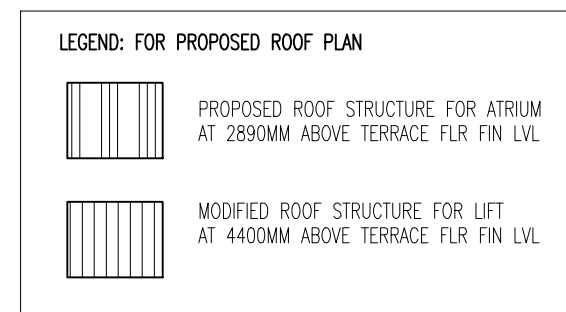 LEGEND: FOR PROPOSED ROOF PLAN
PROPOSED ROOF STRUCTURE FOR ATRIUM
AT 2890MM ABOVE TERRACE FLR FIN LVL
MODIFIED ROOF STRUCTURE FOR LIFT
AT 4400MM ABOVE TERRACE FLR FIN LVL